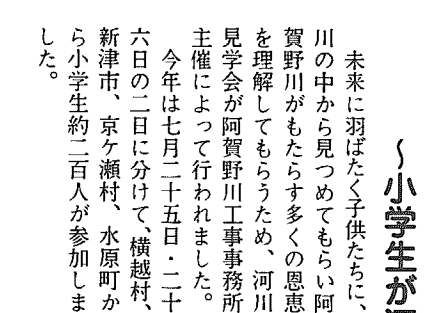 ～小学生が
未来に羽ばたく子供たちに、
川の中から見つめてもらい阿
賀野川がもたらす多くの恩恵
を理解してもらうため、河川
見学会が阿賀野川工事事務所
主催によって行われました。
今年は七月二十五日・二十
六日の二日に分けて、横越村、
新津市、京ケ瀬村、水原町か
ら小学生約二百人が参加しま
した。